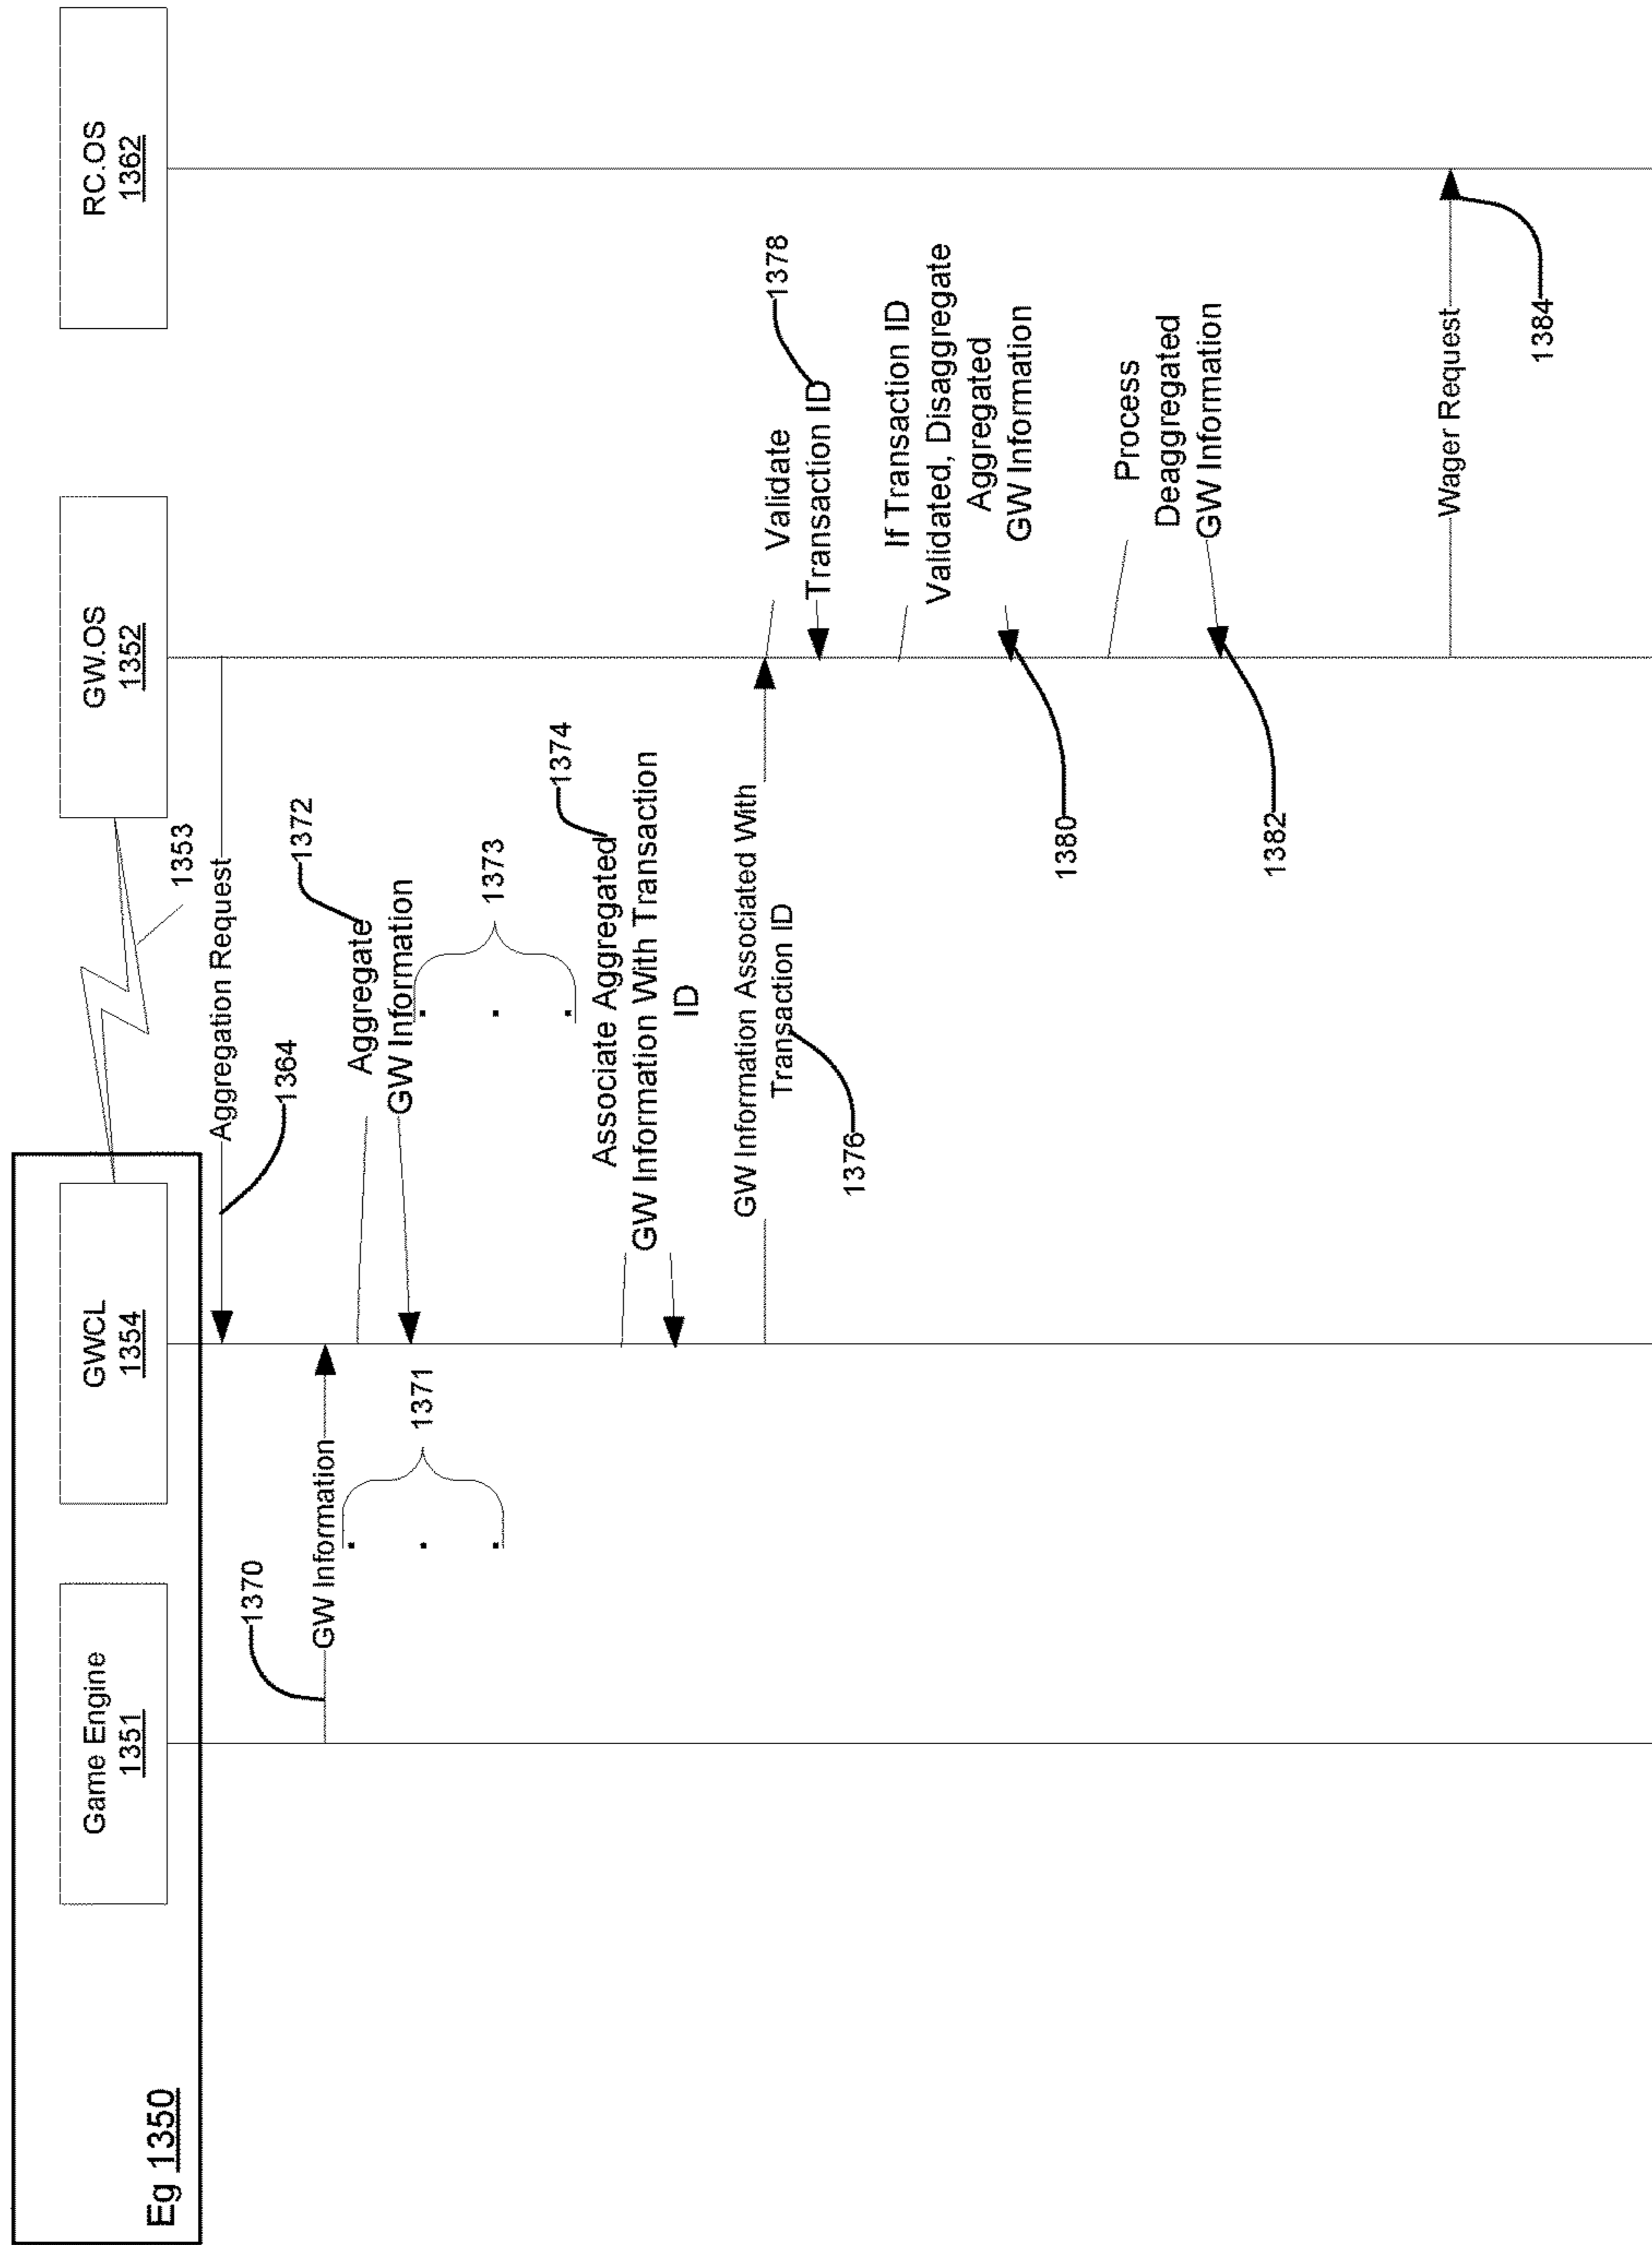 Eg 1350
Game Engine
1351
GWCL
1354
GW.OS
1352
RC.OS
1362
1353
Aggregation Request
1364
1370
GW Information
1371
1372
Aggregate
GW Information
1373
1374
Associate Aggregated
GW Information With Transaction
ID
GW Information Associated With
Transaction ID
1376
Validate
Transaction ID
1378
If Transaction ID
Validated, Disaggregate
Aggregated
GW Information
1380
Process
Deaggregated
GW Information
1382
Wager Request
1384